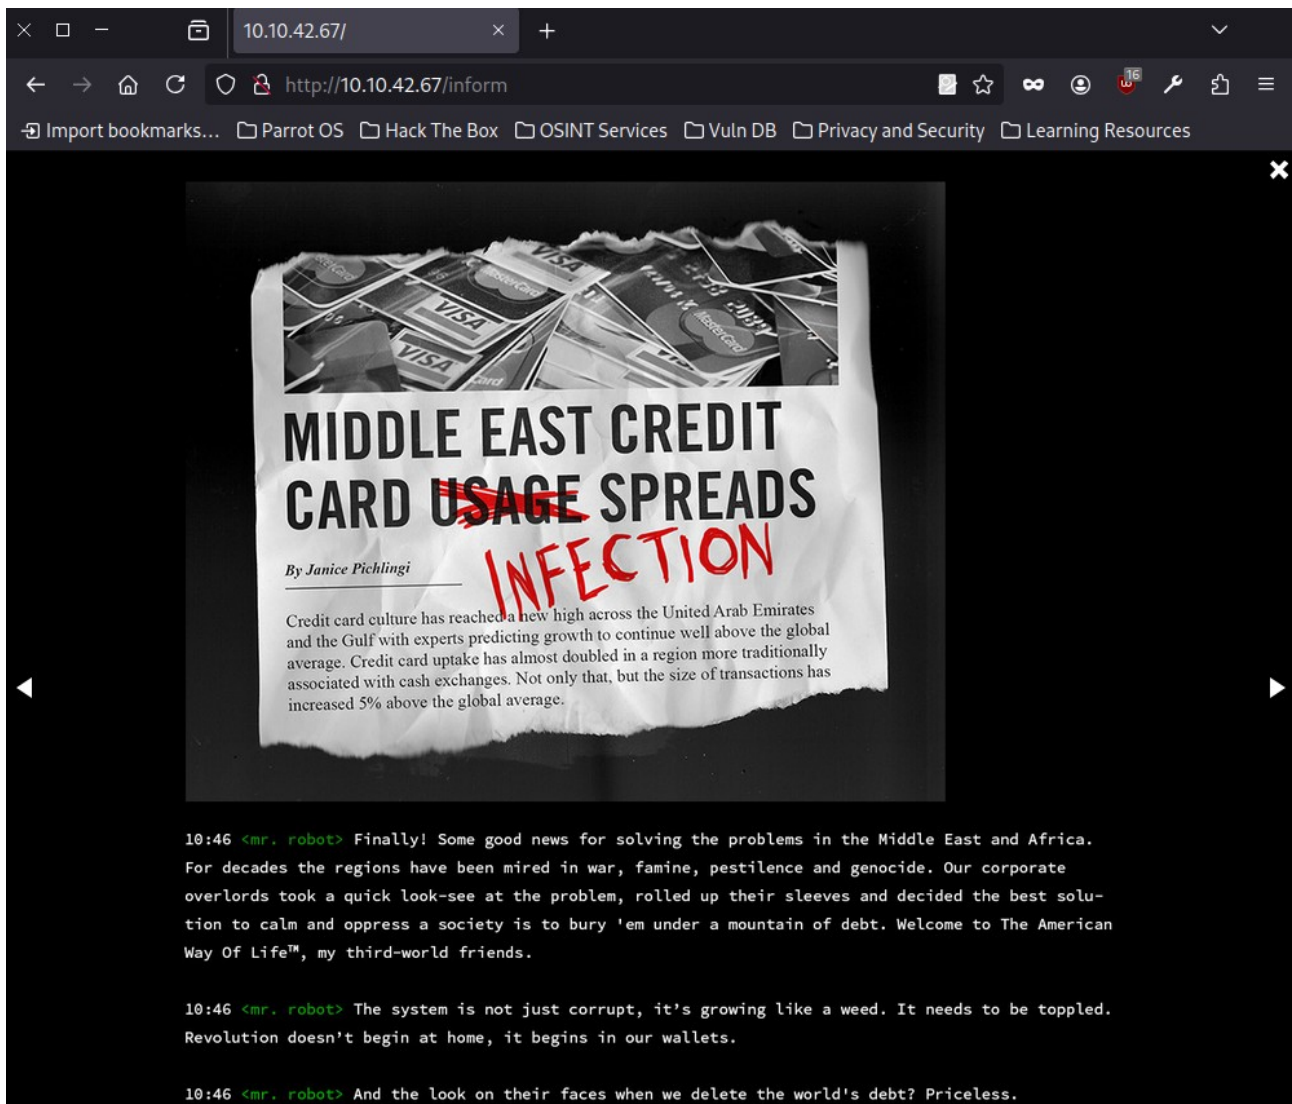 10.10.42.67/
http://10.10.42.67/inform
16
Import bookmarks... Parrot OS Hack The Box OSINT Services Vuln DB Privacy and Security Learning Resources
VISA
MasterCard
VISA
VISA
MasterCard
MIDDLE EAST CREDIT
CARD USAGE SPREADS
INFECTION
By Janice Pichlingi
Credit card culture has reached a new high across the United Arab Emirates
and the Gulf with experts predicting growth to continue well above the global
average. Credit card uptake has almost doubled in a region more traditionally
associated with cash exchanges. Not only that, but the size of transactions has
increased 5% above the global average.
10:46 <mr. robot> Finally! Some good news for solving the problems in the Middle East and Africa.
For decades the regions have been mired in war, famine, pestilence and genocide. Our corporate
overlords took a quick look-see at the problem, rolled up their sleeves and decided the best solu-
tion to calm and oppress a society is to bury 'em under a mountain of debt. Welcome to The American
Way Of Life™, my third-world friends.
10:46 <mr. robot> The system is not just corrupt, it’s growing like a weed. It needs to be toppled.
Revolution doesn’t begin at home, it begins in our wallets.
10:46 <mr. robot> And the look on their faces when we delete the world's debt? Priceless.